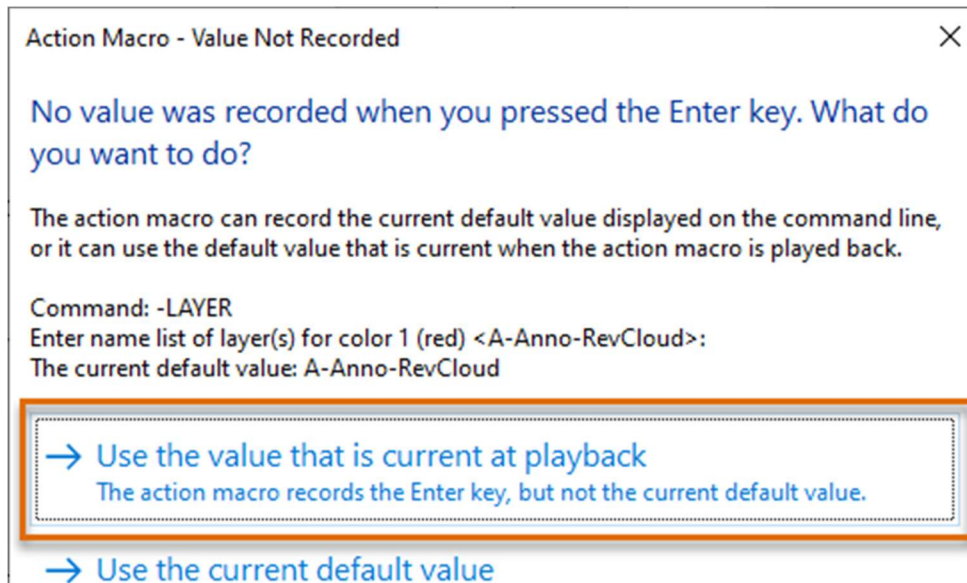 Action Macro - Value Not Recorded
No value was recorded when you pressed the Enter key. What do
you want to do?
The action macro can record the current default value displayed on the command line,
or it can use the default value that is current when the action macro is played back.
Command: -LAYER
Enter name list of layer(s) for color 1 (red) <A-Anno-RevCloud>:
The current default value: A-Anno-RevCloud
→ Use the value that is current at playback
The action macro records the Enter key, but not the current default value.
→ Use the current default value